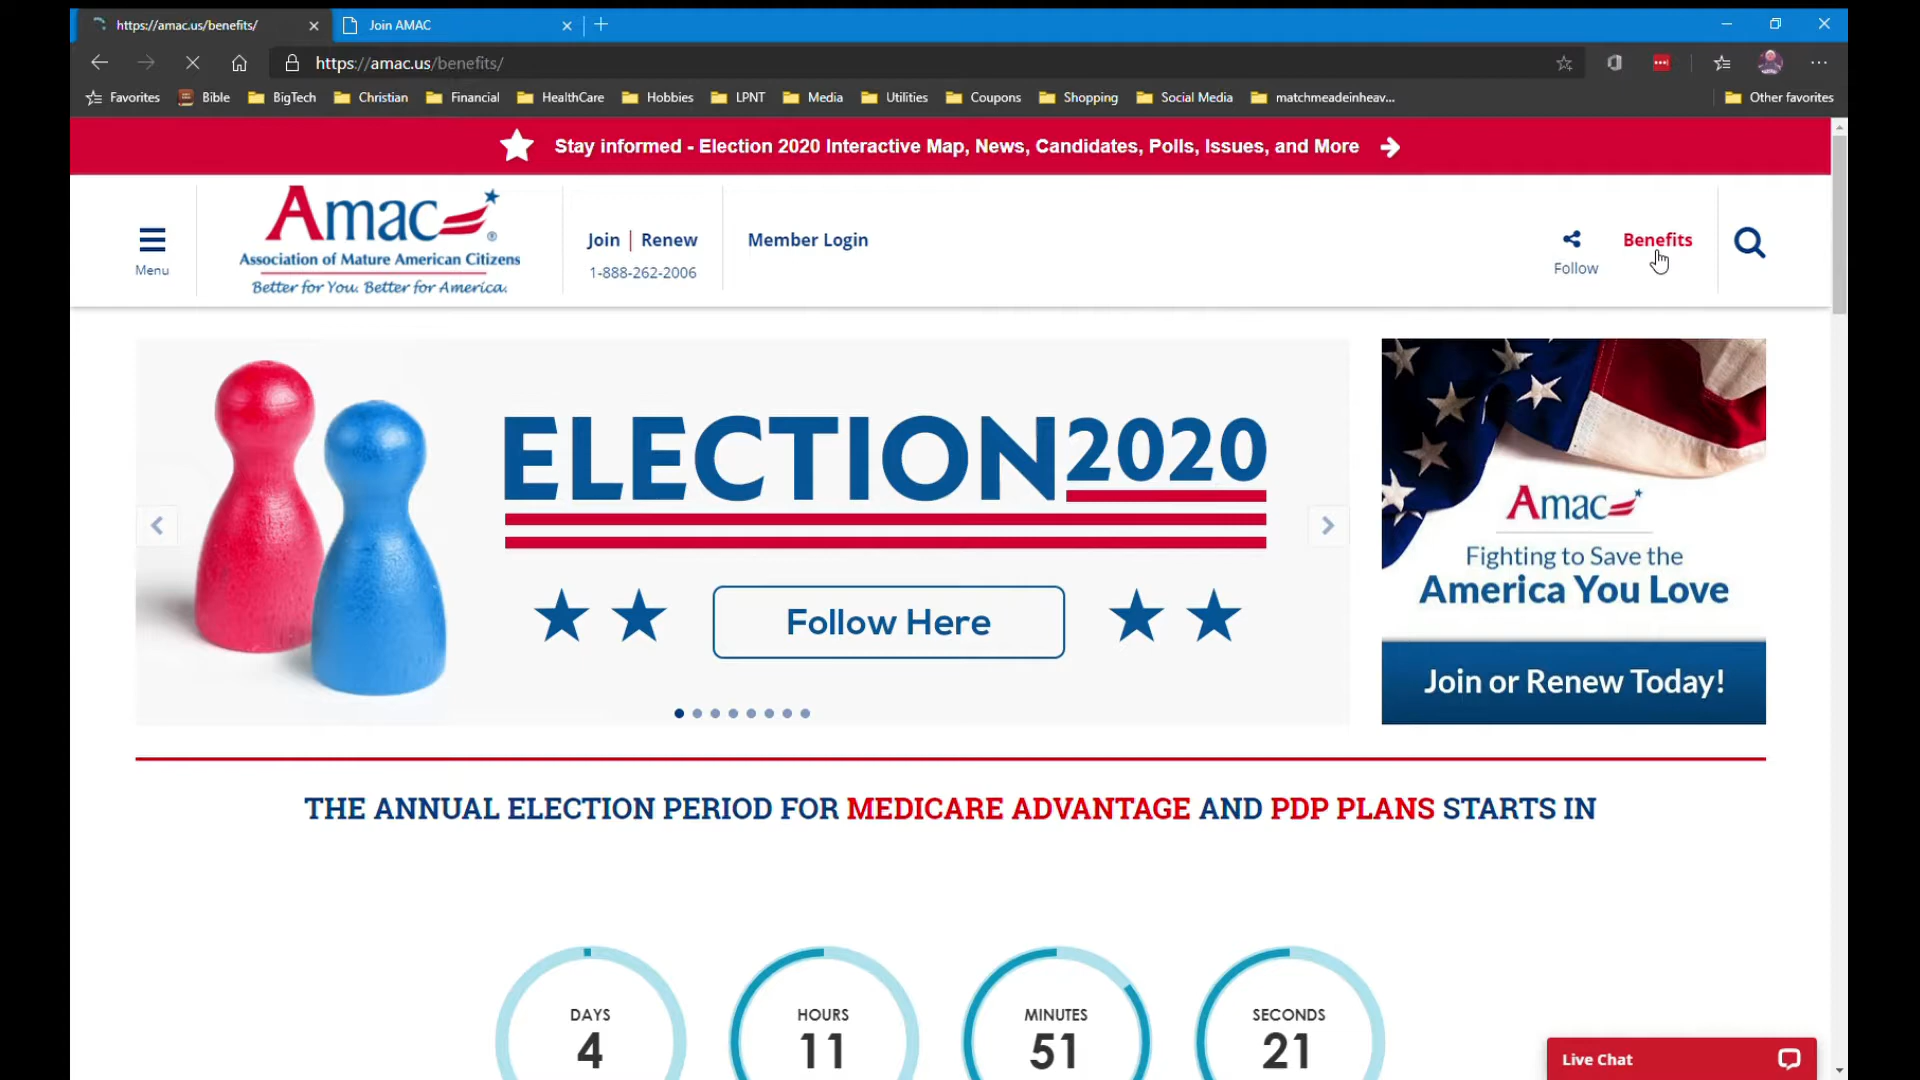 https://amac.us/benefits/
Join AMAC
https://amac.us/benefits/
Favorites Bible BigTech Christian Financial HealthCare Hobbies LPNT Media Utilities Coupons Shopping Social Media matchmeadeinheav... Other favorites
Stay informed - Election 2020 Interactive Map, News, Candidates, Polls, Issues, and More
Menu
Amac®
Association of Mature American Citizens
Better for You. Better for America.
Join | Renew
1-888-262-2006
Member Login
Follow
Benefits
ELECTION2020
Follow Here
Amac
Fighting to Save the
America You Love
Join or Renew Today!
THE ANNUAL ELECTION PERIOD FOR MEDICARE ADVANTAGE AND PDP PLANS STARTS IN
DAYS
4
HOURS
11
MINUTES
51
SECONDS
21
Live Chat